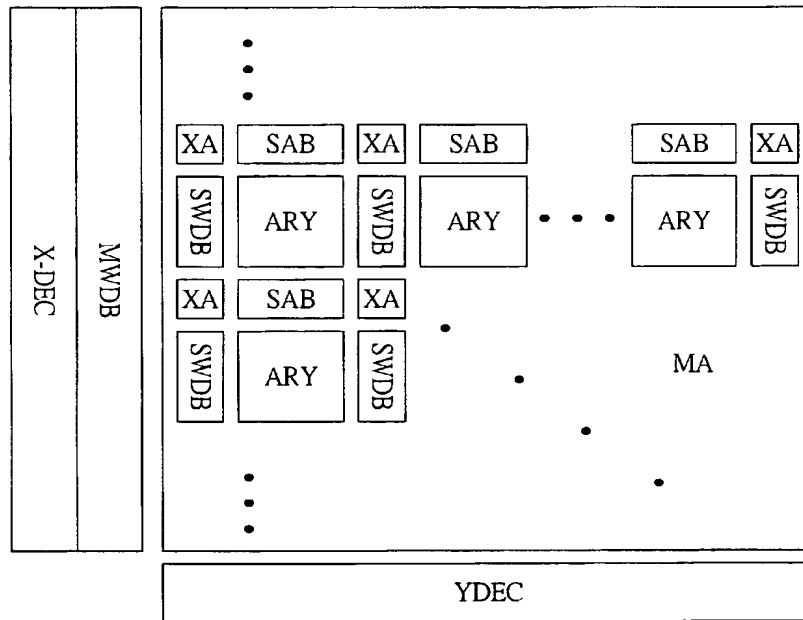 X-DEC
MWDB
XA SAB XA SAB SAB XA
SWDB ARY SWDB ARY ARY SWDB
XA SAB XA
SWDB ARY SWDB
MA
YDEC